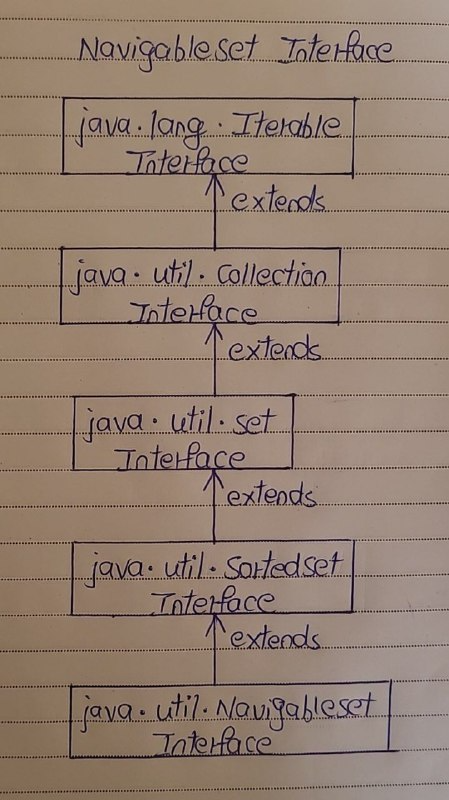 Navigableset Interface
java.lang.Iterable
Interface
extends
java.util.Collection
Interface
extends
java.util.set
Interface
extends
java.util.Sortedset
Interface
extends
java.util.Navigableset
Interface